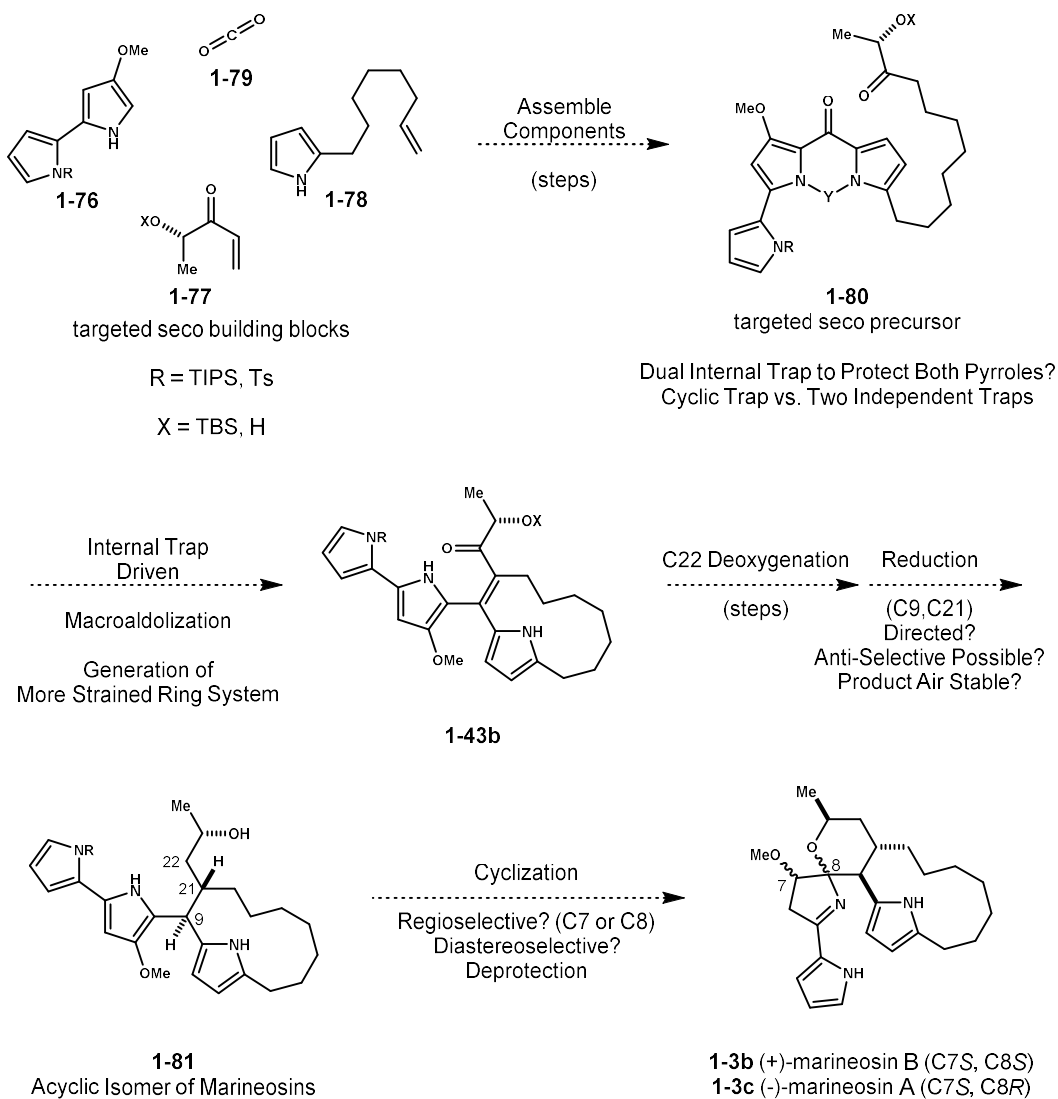 OMe
O
C
O
1-79
N
H
NR
1-76
N
H
1-78
O
XO
Me
1-77
targeted seco building blocks
R = TIPS, Ts
X = TBS, H
Assemble
Components
(steps)
OX
Me
O
O
MeO
N
N
Y
NR
1-80
targeted seco precursor
Dual Internal Trap to Protect Both Pyrroles?
Cyclic Trap vs. Two Independent Traps
Internal Trap
Driven
Macroaldolization
Generation of
More Strained Ring System
Me
OX
O
NR
H
N
NH
OMe
1-43b
C22 Deoxygenation
(steps)
Reduction
(C9,C21)
Directed?
Anti-Selective Possible?
Product Air Stable?
Me
OH
NR
22
H
H
N
21
9
H
NH
OMe
1-81
Acyclic Isomer of Marineosins
Cyclization
Regioselective? (C7 or C8)
Diastereoselective?
Deprotection
Me
O
MeO
8
7
N
NH
NH
1-3b (+)-marineosin B (C7S, C8S)
1-3c (-)-marineosin A (C7S, C8R)